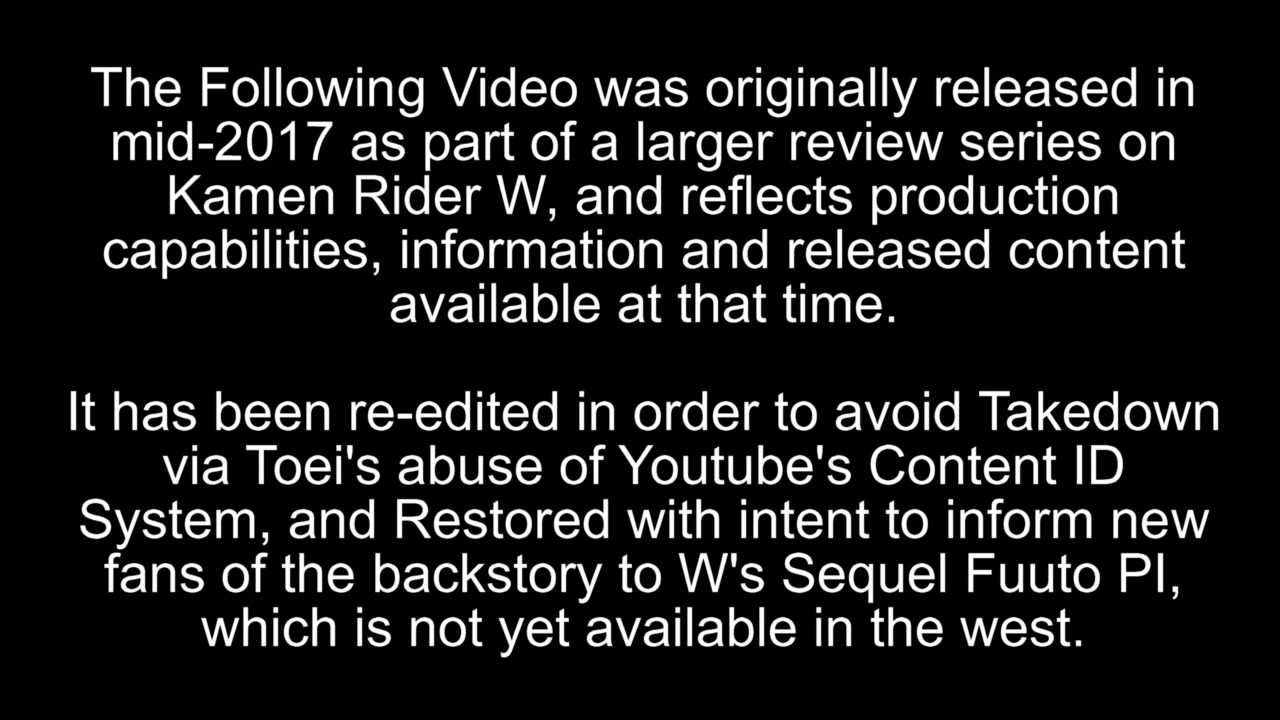 The Following Video was originally released in
mid-2017 as part of a larger review series on
Kamen Rider W, and reflects production
capabilities, information and released content
available at that time.
It has been re-edited in order to avoid Takedown
via Toei's abuse of Youtube's Content ID
System, and Restored with intent to inform new
fans of the backstory to W's Sequel Fuuto PI,
which is not yet available in the west.